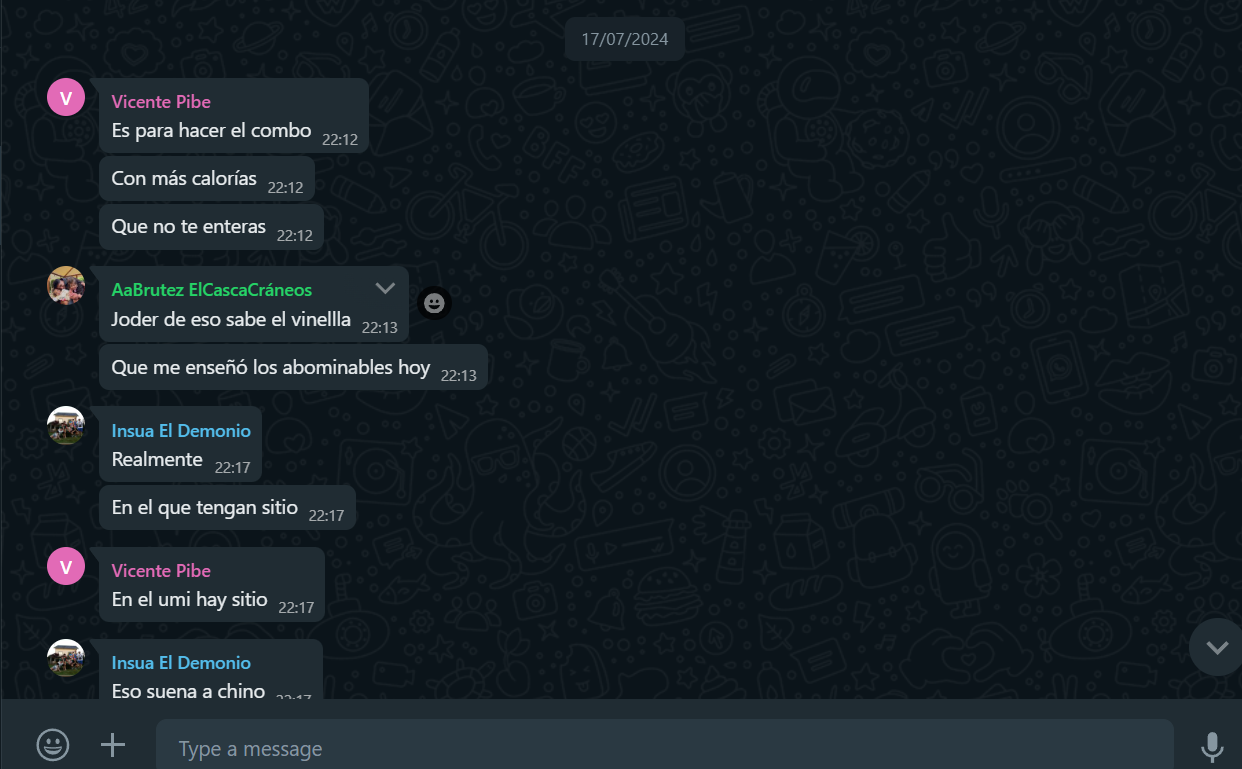 17/07/2024
V
Vicente Pibe
Es para hacer el combo 22:12
Con más calorías 22:12
Que no te enteras 22:12
AaBrutez ElCascaCráneos
Joder de eso sabe el vinellla 22:13
Que me enseñó los abominables hoy 22:13
Insua El Demonio
Realmente 22:17
En el que tengan sitio 22:17
V
Vicente Pibe
En el umi hay sitio 22:17
Insua El Demonio
Eso suena a chino 22:17
Type a message